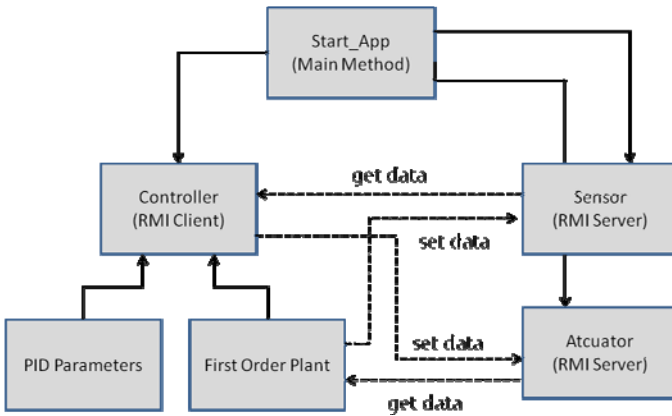 Start_App
(Main Method)
Controller
(RMI Client)
get data
Sensor
(RMI Server)
set data
PID Parameters
First Order Plant
set data
Atcuator
(RMI Server)
get data